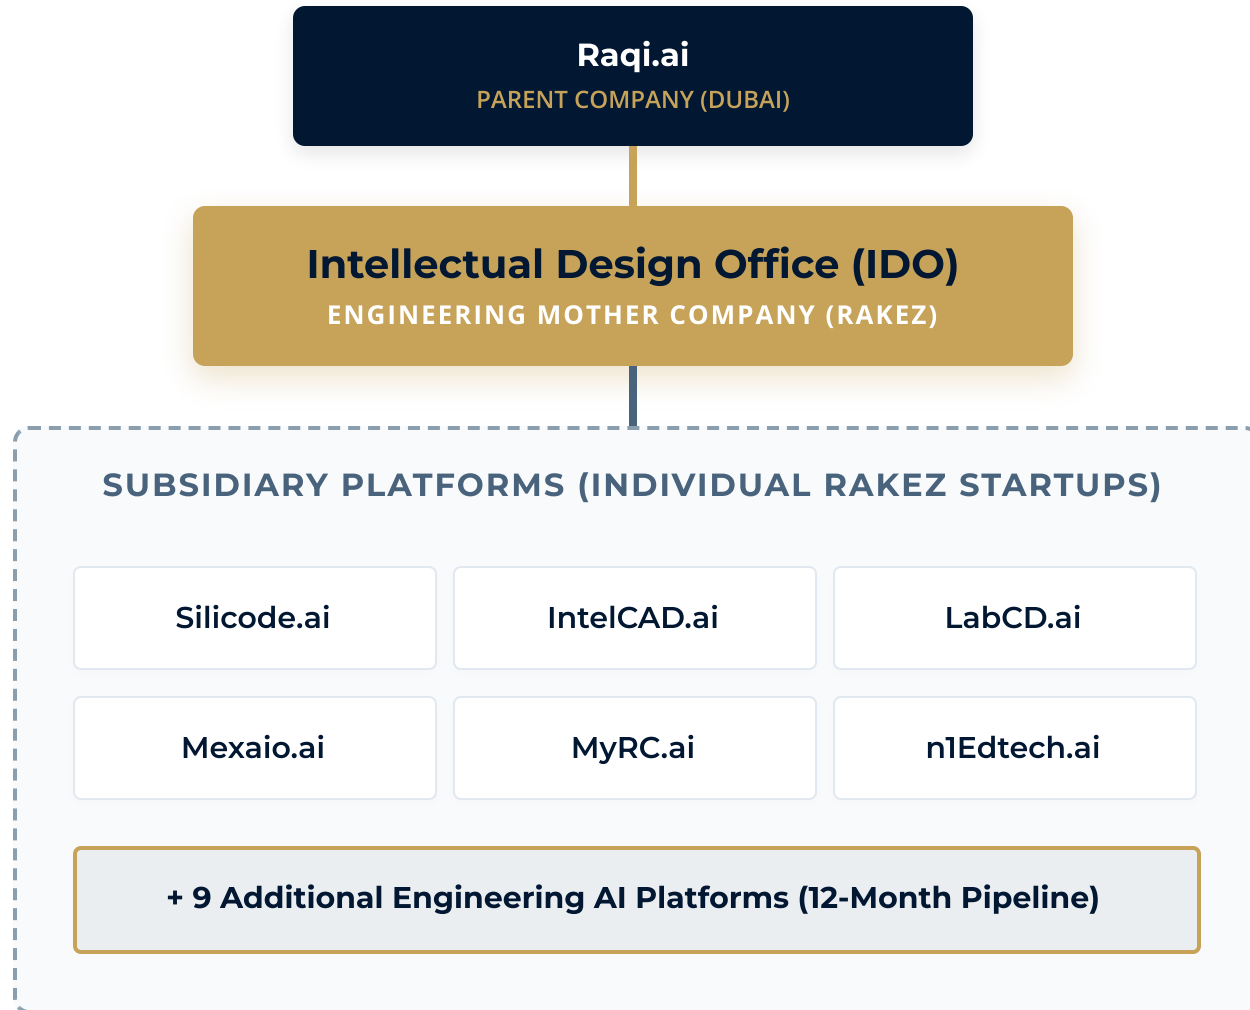 Raqi.ai
PARENT COMPANY (DUBAI)
Intellectual Design Office (IDO)
ENGINEERING MOTHER COMPANY (RAKEZ)
SUBSIDIARY PLATFORMS (INDIVIDUAL RAKEZ STARTUPS)
Silicode.ai
IntelCAD.ai
LabCD.ai
Mexaio.ai
MyRC.ai
n1Edtech.ai
+ 9 Additional Engineering AI Platforms (12-Month Pipeline)